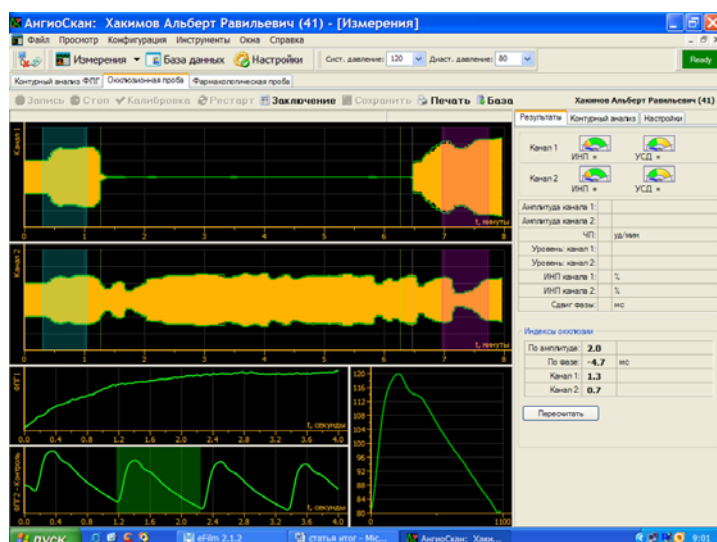 АнгиоСкан: Хакимов Альберт Равильевич (41) - [Измерения]
Файл Просмотр Конфигурация Инструменты Окна Справка
Измерения База данных Настройки Сист. давление: 120 Диаст. давление: 80 Ready
Контурный анализ ФПГ Окклюзионная проба Фармакологическая проба
Запись Стоп Калибровка Рестарт Заключение Сохранить Печать База Хакимов Альберт Равильевич (41)
Результаты Контурный анализ Настройки
Канал 1
ИНП = УСД =
Канал 2
ИНП = УСД =
Амплитуда канала 1:
Амплитуда канала 2:
ЧП: уд/мин
Уровень: канал 1:
Уровень: канал 2:
ИНП канала 1: %
ИНП канала 2: %
Сдвиг фазы: мс
Индексы окклюзии
По амплитуде: 2.0
По фазе: -4.7 мс
Канал 1: 1.3
Канал 2: 0.7
Пересчитать
Канал 1
t, минуты
0 1 2 3 4 5 6 7 8
Канал 2
t, минуты
0 1 2 3 4 5 6 7 8
ФПГ1
t, секунды
0.0 0.4 0.8 1.2 1.6 2.0 2.4 2.8 3.2 3.6 4.0
ФПГ2 - Контроль
t, секунды
0.0 0.4 0.8 1.2 1.6 2.0 2.4 2.8 3.2 3.6 4.0
120
116
112
108
104
100
96
92
88
84
80
0 1100
пуск eFilm 2.1.2 статья итог - Mic... АнгиоСкан: Хаки... 9:01